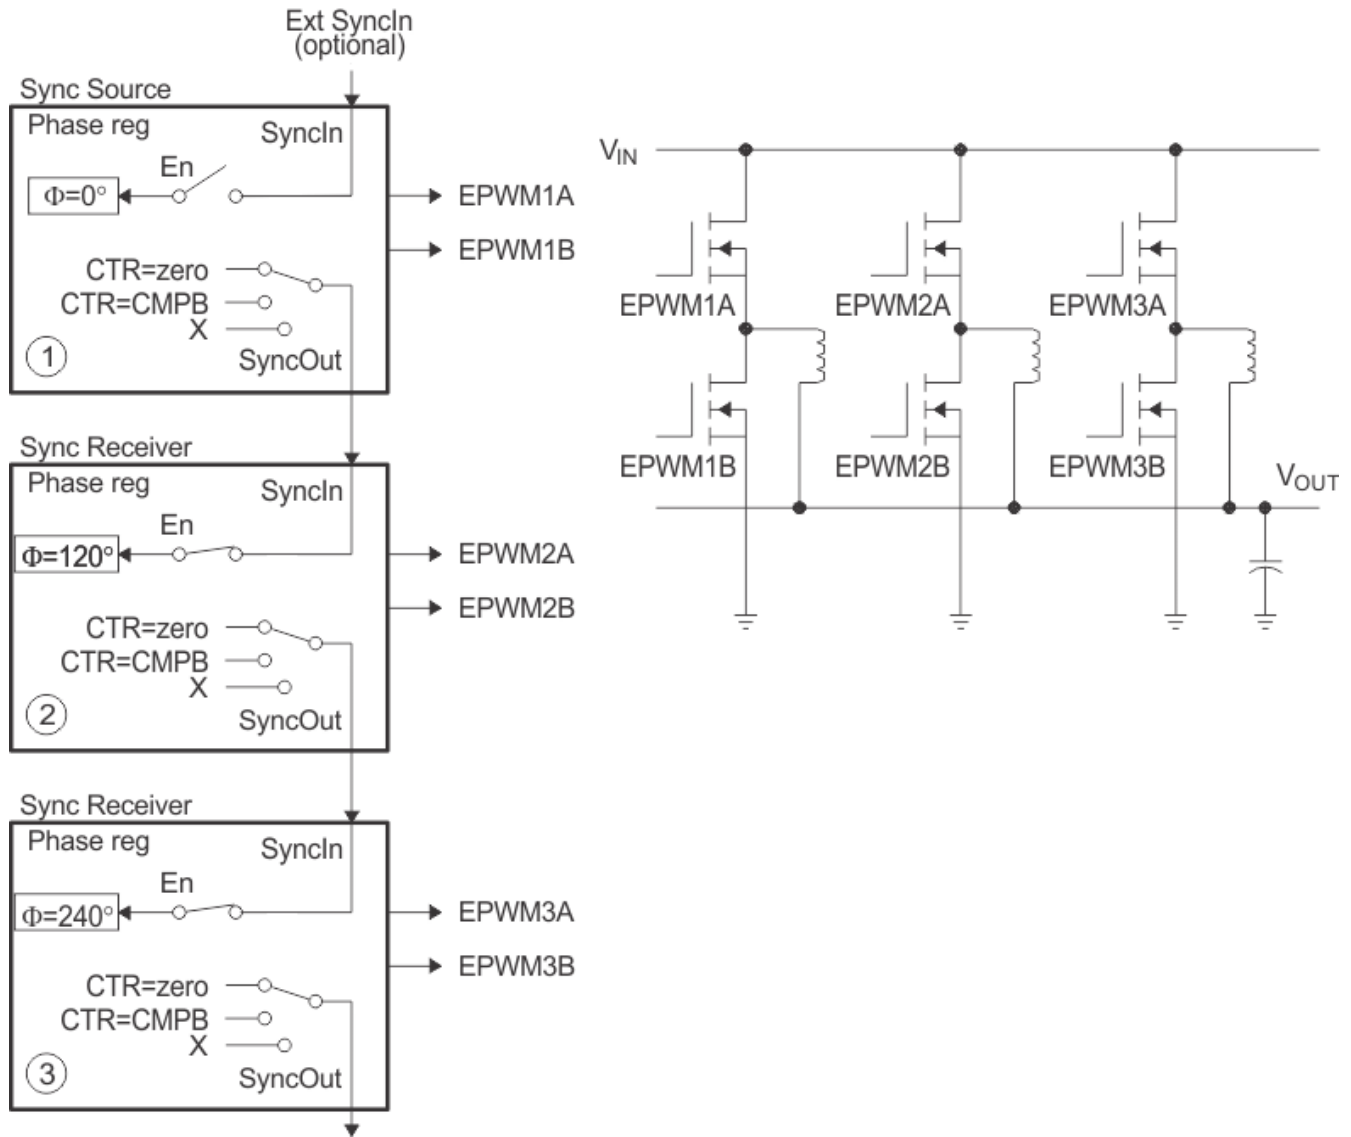 Ext SyncIn
(optional)
Sync Source
Phase reg
SyncIn
En
Φ=0°
EPWM1A
EPWM1B
CTR=zero
CTR=CMPB
X
1
SyncOut
Sync Receiver
Phase reg
SyncIn
En
Φ=120°
EPWM2A
EPWM2B
CTR=zero
CTR=CMPB
X
2
SyncOut
Sync Receiver
Phase reg
SyncIn
En
Φ=240°
EPWM3A
EPWM3B
CTR=zero
CTR=CMPB
X
3
SyncOut
VIN
EPWM1A
EPWM2A
EPWM3A
EPWM1B
EPWM2B
EPWM3B
VOUT